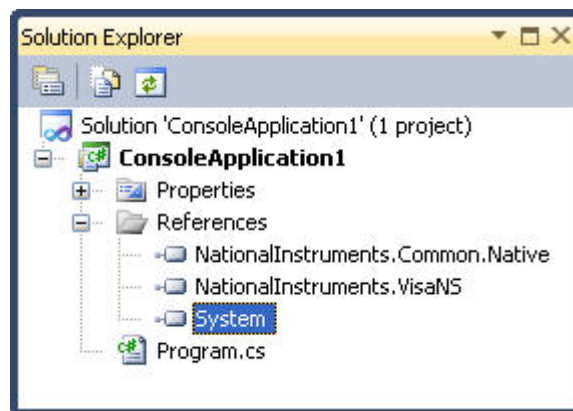 Solution Explorer
Solution 'ConsoleApplication1' (1 project)
ConsoleApplication1
Properties
References
NationalInstruments.Common.Native
NationalInstruments.VisaNS
System
Program.cs